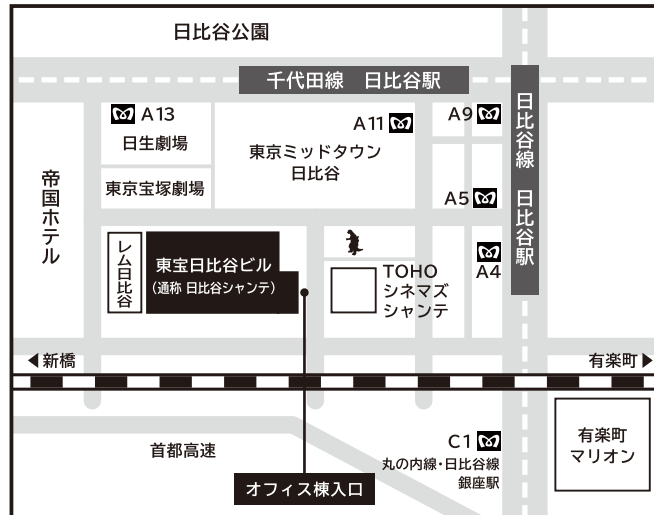 日比谷公園
千代田線　日比谷駅
日比谷線　日比谷駅
A13
日生劇場
東京宝塚劇場
A11
東京ミッドタウン
日比谷
A9
A5
A4
帝国ホテル
レム日比谷
東宝日比谷ビル
（通称 日比谷シャンテ）
TOHO
シネマズ
シャンテ
新橋
有楽町
首都高速
C1
丸の内線・日比谷線
銀座駅
有楽町
マリオン
オフィス棟入口